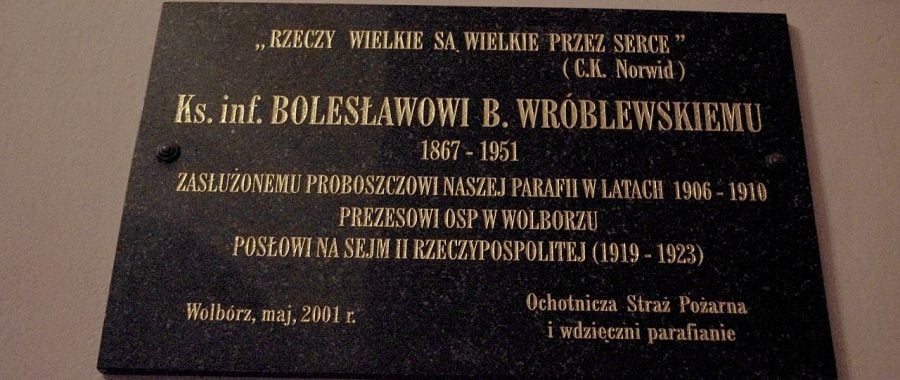 „RZECZY WIELKIE SĄ WIELKIE PRZEZ SERCE”
(C.K. Norwid)
Ks. inf. BOLESŁAWOWI B. WRÓBLEWSKIEMU
1867 - 1951
ZASŁUŻONEMU PROBOSZCZOWI NASZEJ PARAFII W LATACH 1906 - 1910
PREZESOWI OSP W WOLBORZU
POSŁOWI NA SEJM II RZECZYPOSPOLITEJ (1919 - 1923)
Wolbórz, maj, 2001 r.
Ochotnicza Straż Pożarna
i wdzięczni parafianie